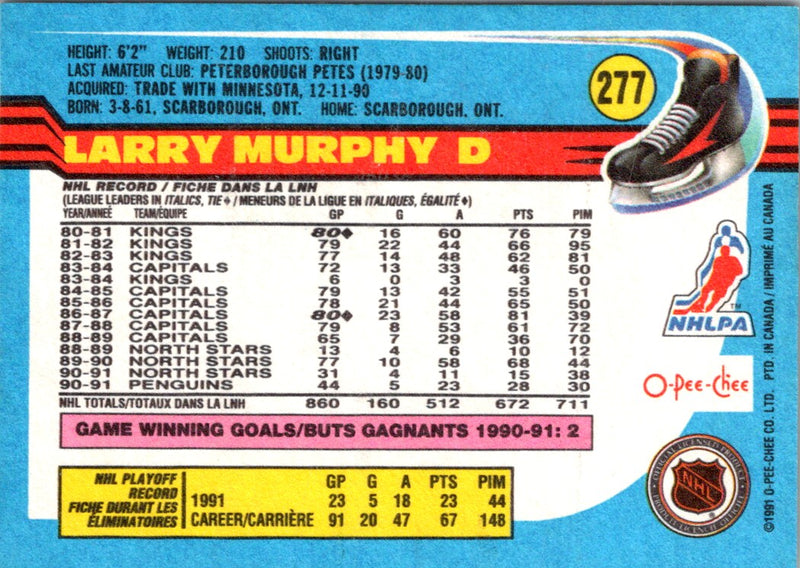 HEIGHT: 6'2" WEIGHT: 210 SHOOTS: RIGHT
LAST AMATEUR CLUB: PETERBOROUGH PETES (1979-80)
ACQUIRED: TRADE WITH MINNESOTA, 12-11-90
BORN: 3-8-61, SCARBOROUGH, ONT. HOME: SCARBOROUGH, ONT.
277
LARRY MURPHY D
NHL RECORD / FICHE DANS LA LNH
(LEAGUE LEADERS IN ITALICS, TIE ♦ / MENEURS DE LA LIGUE EN ITALIQUES, ÉGALITÉ ♦)
YEAR/ANNEÉ TEAM/ÉQUIPE GP G A PTS PIM
80-81 KINGS 80♦ 16 60 76 79
81-82 KINGS 79 22 44 66 95
82-83 KINGS 77 14 48 62 81
83-84 CAPITALS 72 13 33 46 50
83-84 KINGS 6 0 3 3 0
84-85 CAPITALS 79 13 42 55 51
85-86 CAPITALS 78 21 44 65 50
86-87 CAPITALS 80♦ 23 58 81 39
87-88 CAPITALS 79 8 53 61 72
88-89 CAPITALS 65 7 29 36 70
88-89 NORTH STARS 13 4 6 10 12
89-90 NORTH STARS 77 10 58 68 44
90-91 NORTH STARS 31 4 11 15 38
90-91 PENGUINS 44 5 23 28 30
NHL TOTALS/TOTAUX DANS LA LNH 860 160 512 672 711
GAME WINNING GOALS/BUTS GAGNANTS 1990-91: 2
NHL PLAYOFF RECORD
FICHE DURANT LES ÉLIMINATOIRES
GP G A PTS PIM
1991 23 5 18 23 44
CAREER/CARRIÈRE 91 20 47 67 148
NHLPA
TM
O-Pee-Chee
OFFICIAL LICENSED PRODUCT
NHL
PRODUIT LICENCIÉ OFFICIEL
©1991 O-PEE-CHEE CO. LTD. PTD. IN CANADA / IMPRIMÉ AU CANADA